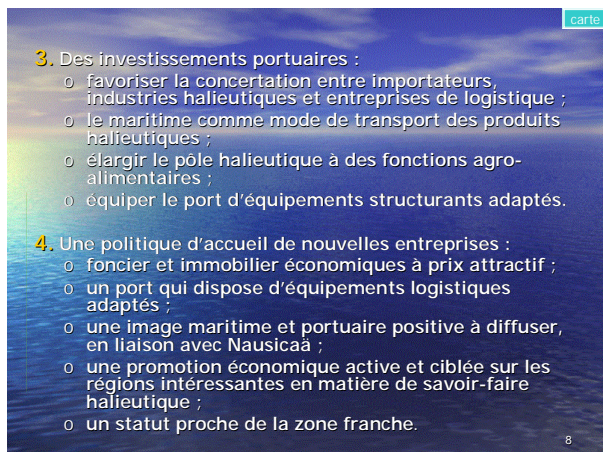 carte
3. Des investissements portuaires :
o favoriser la concertation entre importateurs,
industries halieutiques et entreprises de logistique ;
o le maritime comme mode de transport des produits
halieutiques ;
o élargir le pôle halieutique à des fonctions agro-
alimentaires ;
o équiper le port d'équipements structurants adaptés.
4. Une politique d'accueil de nouvelles entreprises :
o foncier et immobilier économiques à prix attractif ;
o un port qui dispose d'équipements logistiques
adaptés ;
o une image maritime et portuaire positive à diffuser,
en liaison avec Nausicaä ;
o une promotion économique active et ciblée sur les
régions intéressantes en matière de savoir-faire
halieutique ;
o un statut proche de la zone franche.
8